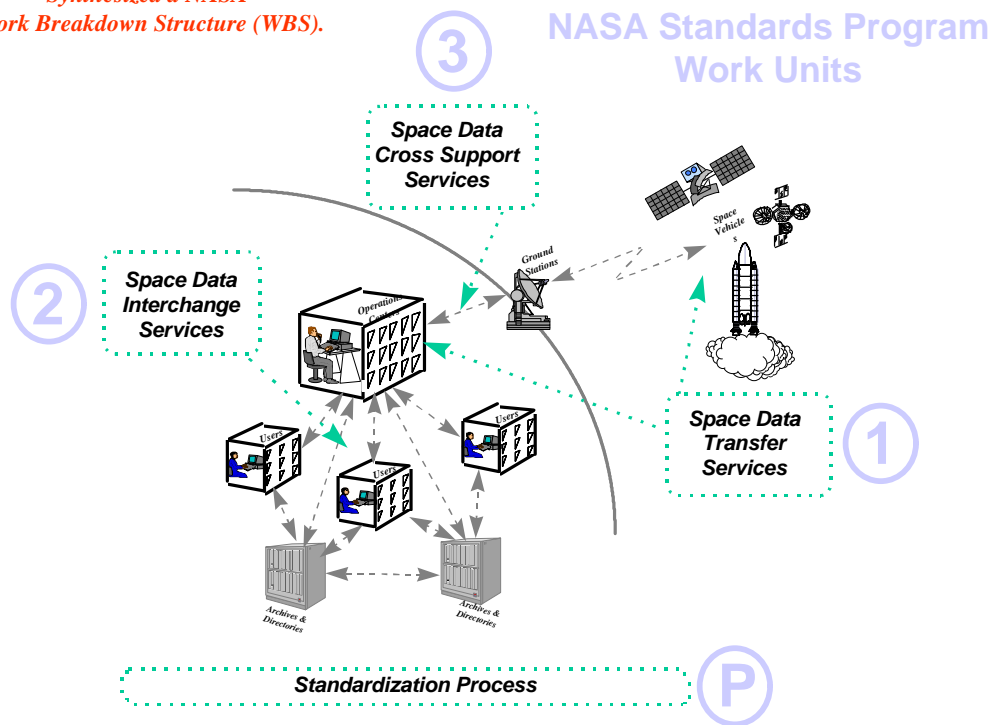 Synthesized a NASA
ork Breakdown Structure (WBS).
NASA Standards Program
Work Units
3
Space Data
Cross Support
Services
Space
Vehicle
s
Ground
Stations
2
Space Data
Interchange
Services
Operations
Centers
Space Data
Transfer
Services
1
Users
Users
Users
Archives &
Directories
Archives &
Directories
Standardization Process
P